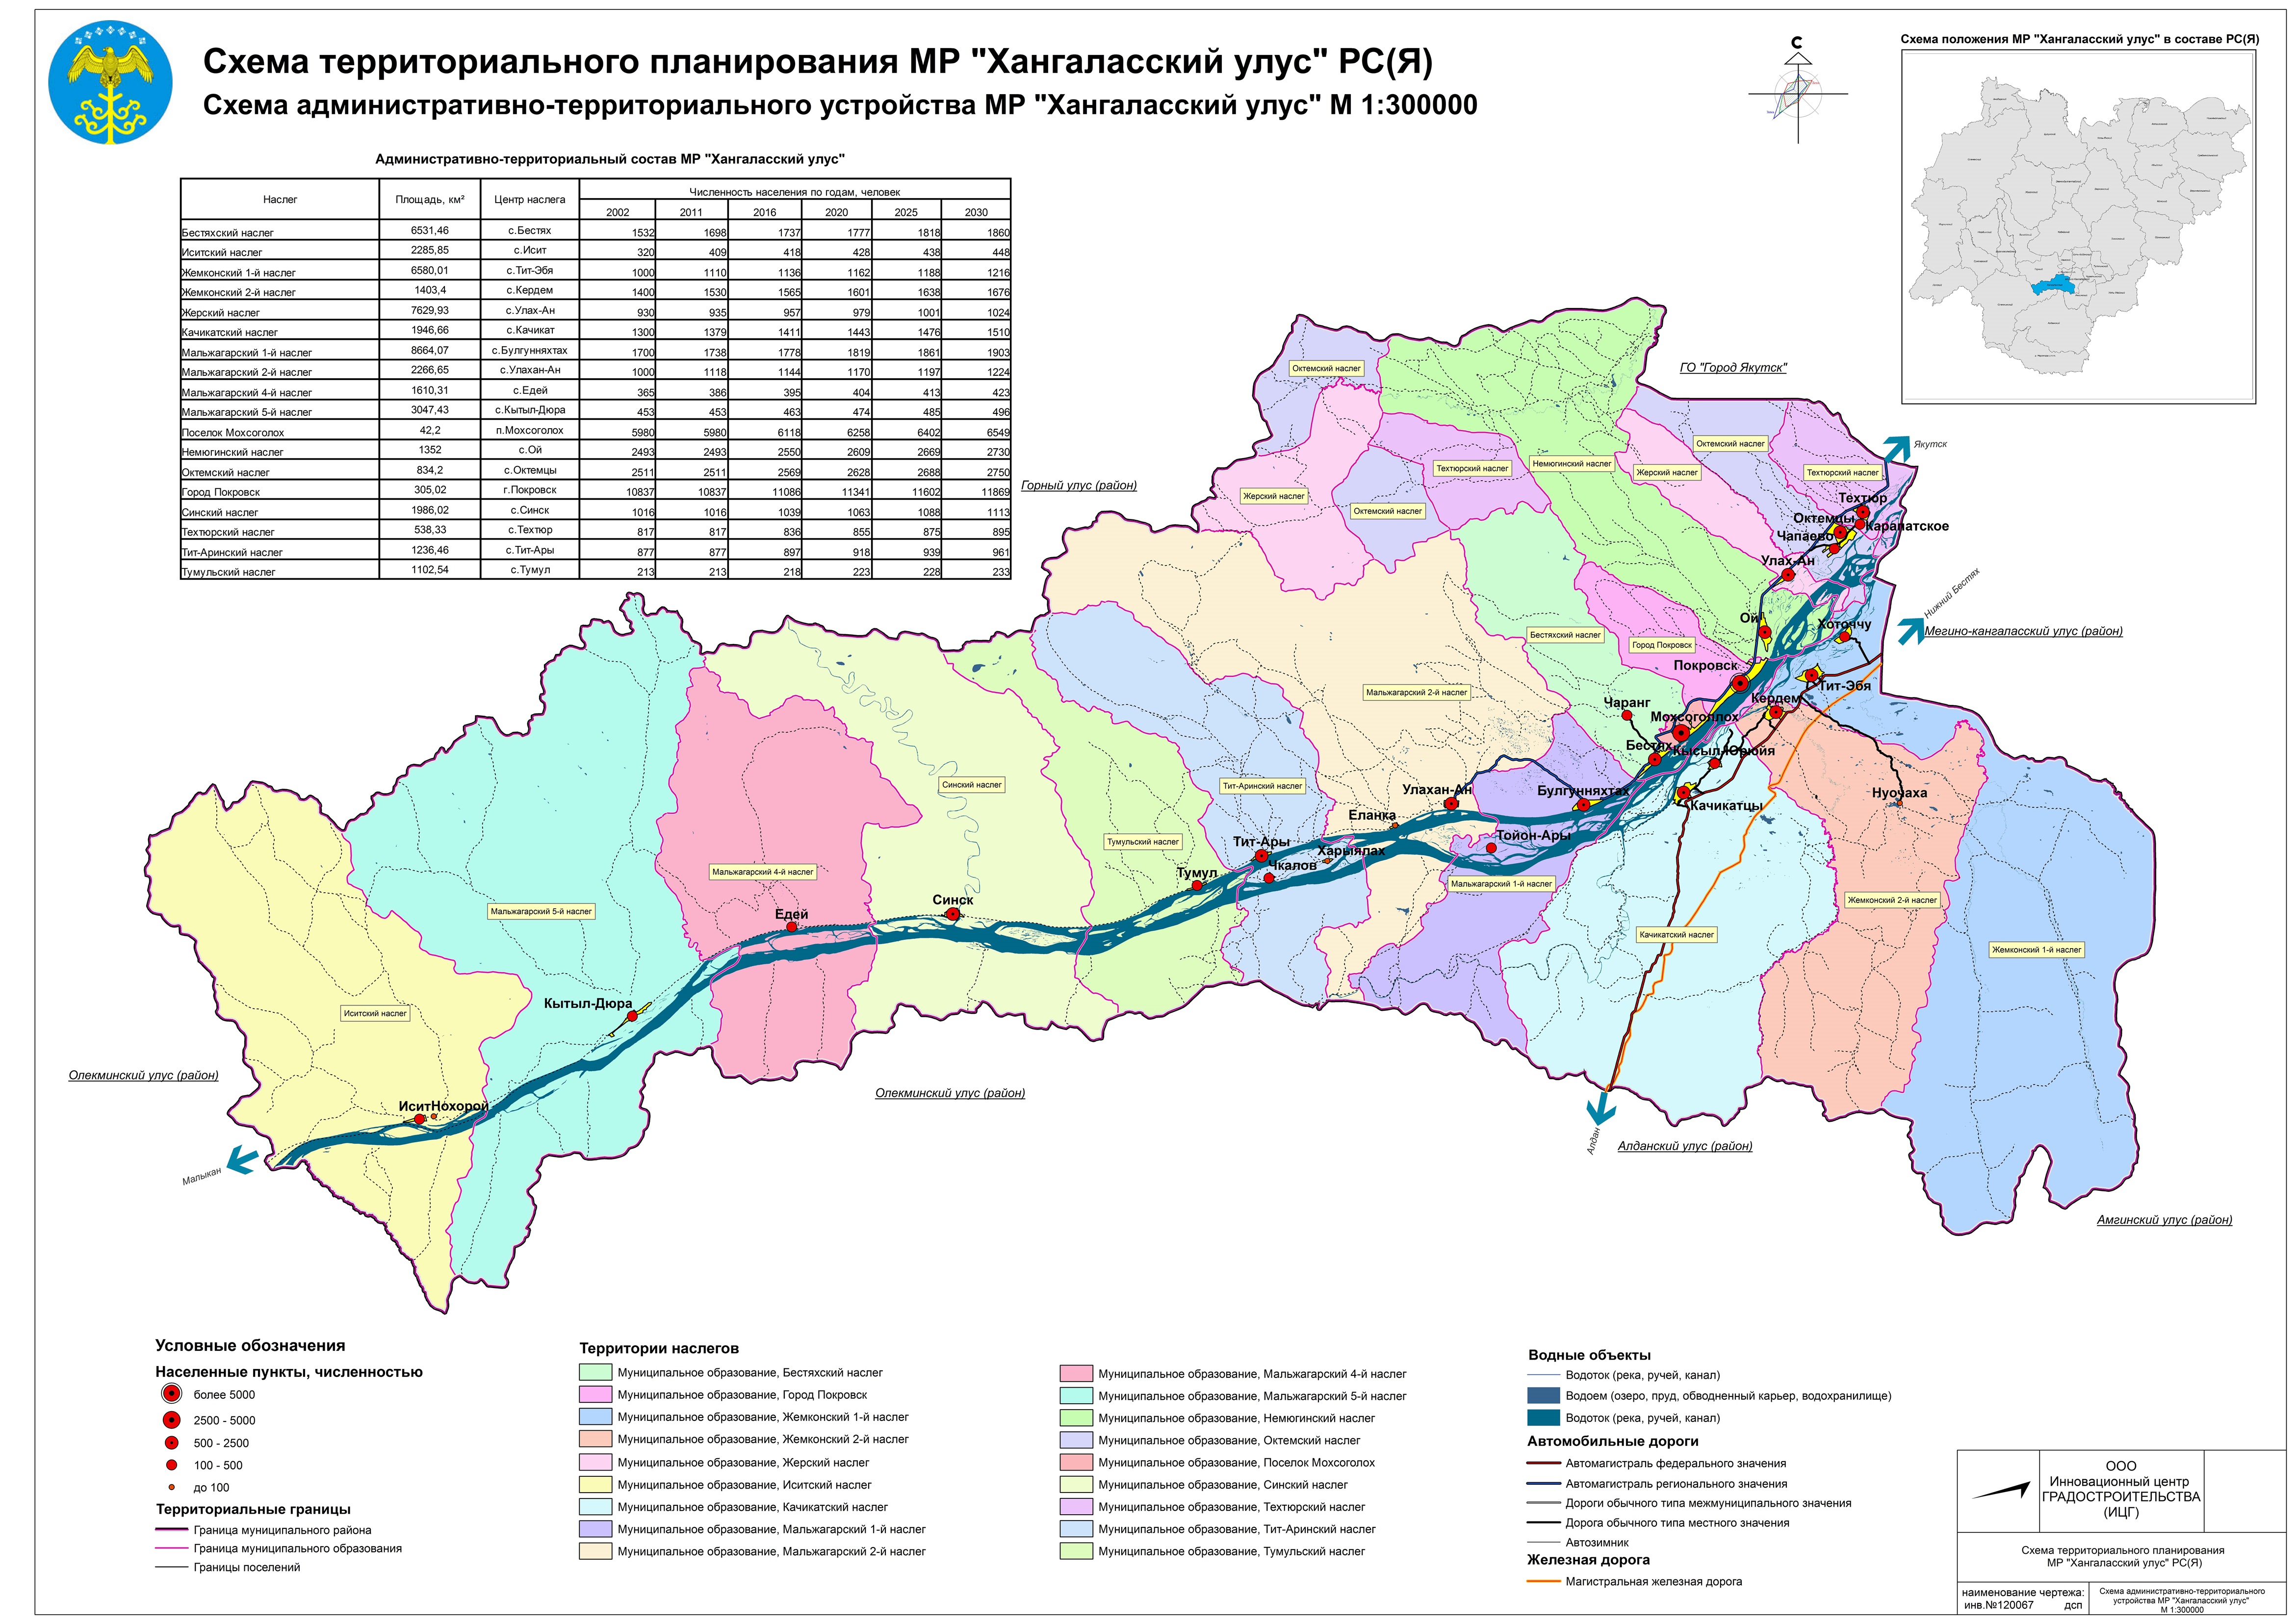 Схема территориального планирования МР "Хангаласский улус" РС(Я)
Схема административно-территориального устройства МР "Хангаласский улус" М 1:300000
С
Схема положения МР "Хангаласский улус" в составе РС(Я)
Административно-территориальный состав МР "Хангаласский улус"
Наслег Площадь, км² Центр наслега Численность населения по годам, человек
2002 2011 2016 2020 2025 2030
Бестяхский наслег 6531,46 с.Бестях 1532 1698 1737 1777 1818 1860
Иситский наслег 2285,85 с.Исит 320 409 418 428 438 448
Жемконский 1-й наслег 6580,01 с.Тит-Эбя 1000 1110 1136 1162 1188 1216
Жемконский 2-й наслег 1403,4 с.Кердем 1400 1530 1565 1601 1638 1676
Жерский наслег 7629,93 с.Улах-Ан 930 935 957 979 1001 1024
Качикатский наслег 1946,66 с.Качикат 1300 1379 1411 1443 1476 1510
Мальжагарский 1-й наслег 8664,07 с.Булгунняхтах 1700 1738 1778 1819 1861 1903
Мальжагарский 2-й наслег 2266,65 с.Улахан-Ан 1000 1118 1144 1170 1197 1224
Мальжагарский 4-й наслег 1610,31 с.Едей 365 386 395 404 413 423
Мальжагарский 5-й наслег 3047,43 с.Кытыл-Дюра 453 453 463 474 485 496
Поселок Мохсоголох 42,2 п.Мохсоголох 5980 5980 6118 6258 6402 6549
Немюгинский наслег 1352 с.Ой 2493 2493 2550 2609 2669 2730
Октемский наслег 834,2 с.Октемцы 2511 2511 2569 2628 2688 2750
Город Покровск 305,02 г.Покровск 10837 10837 11086 11341 11602 11869
Синский наслег 1986,02 с.Синск 1016 1016 1039 1063 1088 1113
Техтюрский наслег 538,33 с.Техтюр 817 817 836 855 875 895
Тит-Аринский наслег 1236,46 с.Тит-Ары 877 877 897 918 939 961
Тумульский наслег 1102,54 с.Тумул 213 213 218 223 228 233
ГО "Город Якутск"
Октемский наслег
Якутск
Октемский наслег
Техтюрский наслег
Немюгинский наслег
Жерский наслег
Техтюрский наслег
Горный улус (район)
Жерский наслег
Октемский наслег
Техтюр
Октемцы
Карапатское
Чапаево
Улах-Ан
Нижний Бестях
Ой
Хоточчу
Мегино-кангаласский улус (район)
Бестяхский наслег
Город Покровск
Покровск
Тит-Эбя
Мальжагарский 2-й наслег
Чаранг
Кердем
Мохсоголлох
Бестях
Кысыл-Юрюйя
Синский наслег
Тит-Аринский наслег
Улахан-Ан
Булгунняхтах
Нуочаха
Качикатцы
Еланка
Тойон-Ары
Тумульский наслег
Тит-Ары
Харыялах
Чкалов
Тумул
Мальжагарский 4-й наслег
Мальжагарский 1-й наслег
Синск
Едей
Мальжагарский 5-й наслег
Жемконский 2-й наслег
Качикатский наслег
Жемконский 1-й наслег
Кытыл-Дюра
Иситский наслег
Олекминский улус (район)
Олекминский улус (район)
Исит
Нохорой
Малыкан
Алдан
Алданский улус (район)
Амгинский улус (район)
Условные обозначения
Населенные пункты, численностью
более 5000
2500 - 5000
500 - 2500
100 - 500
до 100
Территориальные границы
Граница муниципального района
Граница муниципального образования
Границы поселений
Территории наслегов
Муниципальное образование, Бестяхский наслег
Муниципальное образование, Город Покровск
Муниципальное образование, Жемконский 1-й наслег
Муниципальное образование, Жемконский 2-й наслег
Муниципальное образование, Жерский наслег
Муниципальное образование, Иситский наслег
Муниципальное образование, Качикатский наслег
Муниципальное образование, Мальжагарский 1-й наслег
Муниципальное образование, Мальжагарский 2-й наслег
Муниципальное образование, Мальжагарский 4-й наслег
Муниципальное образование, Мальжагарский 5-й наслег
Муниципальное образование, Немюгинский наслег
Муниципальное образование, Октемский наслег
Муниципальное образование, Поселок Мохсоголох
Муниципальное образование, Синский наслег
Муниципальное образование, Техтюрский наслег
Муниципальное образование, Тит-Аринский наслег
Муниципальное образование, Тумульский наслег
Водные объекты
Водоток (река, ручей, канал)
Водоем (озеро, пруд, обводненный карьер, водохранилище)
Водоток (река, ручей, канал)
Автомобильные дороги
Автомагистраль федерального значения
Автомагистраль регионального значения
Дороги обычного типа межмуниципального значения
Дорога обычного типа местного значения
Автозимник
Железная дорога
Магистральная железная дорога
ООО
Инновационный центр
ГРАДОСТРОИТЕЛЬСТВА
(ИЦГ)
Схема территориального планирования
МР "Хангаласский улус" РС(Я)
наименование чертежа:
инв.№120067 дсп
Схема административно-территориального
устройства МР "Хангаласский улус"
М 1:300000